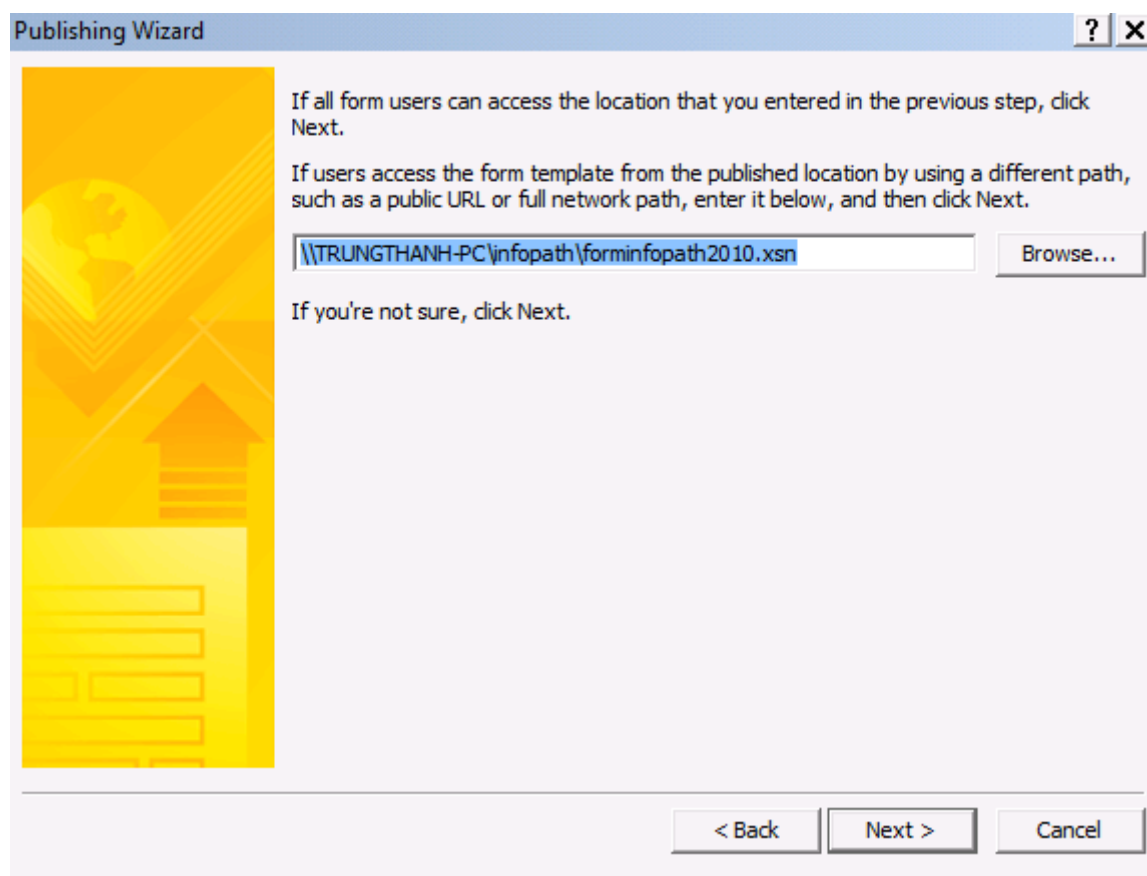 Publishing Wizard
If all form users can access the location that you entered in the previous step, click
Next.
If users access the form template from the published location by using a different path,
such as a public URL or full network path, enter it below, and then click Next.
\\TRUNGTHANH-PC\infopath\forminfopath2010.xsn
Browse...
If you're not sure, click Next.
< Back
Next >
Cancel